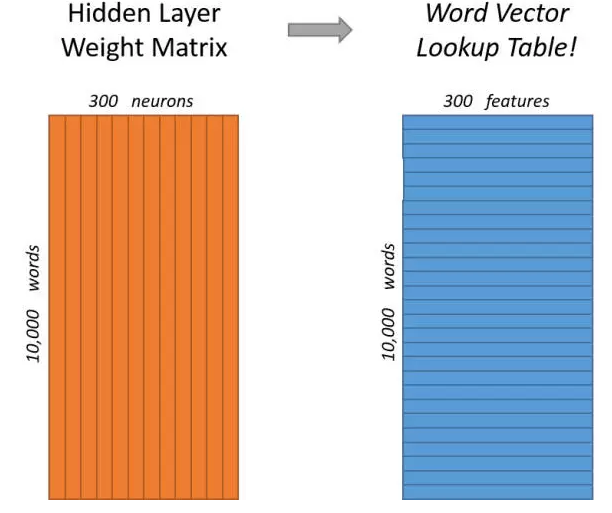 Hidden Layer
Weight Matrix
Word Vector
Lookup Table!
300 neurons
300 features
10,000 words
10,000 words